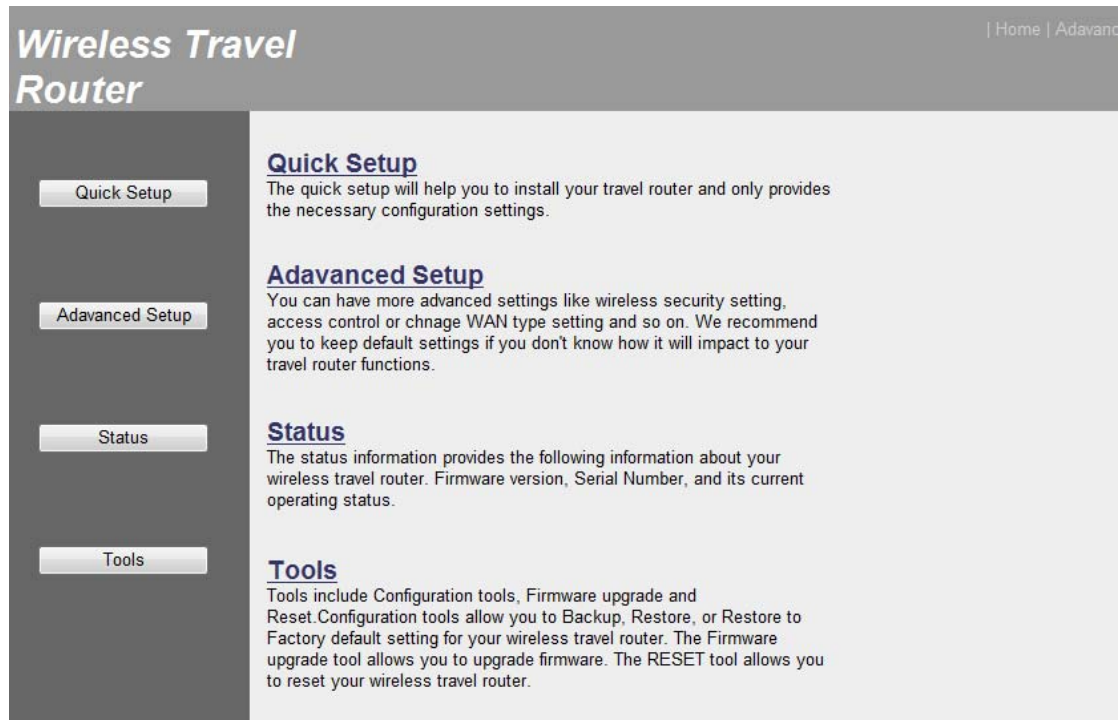 Wireless Travel
Router
| Home |
Quick Setup
Adavanced Setup
Status
Tools
Quick Setup
The quick setup will help you to install your travel router and only provides
the necessary configuration settings.
Adavanced Setup
You can have more advanced settings like wireless security setting,
access control or chnage WAN type setting and so on. We recommend
you to keep default settings if you don't know how it will impact to your
travel router functions.
Status
The status information provides the following information about your
wireless travel router. Firmware version, Serial Number, and its current
operating status.
Tools
Tools include Configuration tools, Firmware upgrade and
Reset.Configuration tools allow you to Backup, Restore, or Restore to
Factory default setting for your wireless travel router. The Firmware
upgrade tool allows you to upgrade firmware. The RESET tool allows you
to reset your wireless travel router.